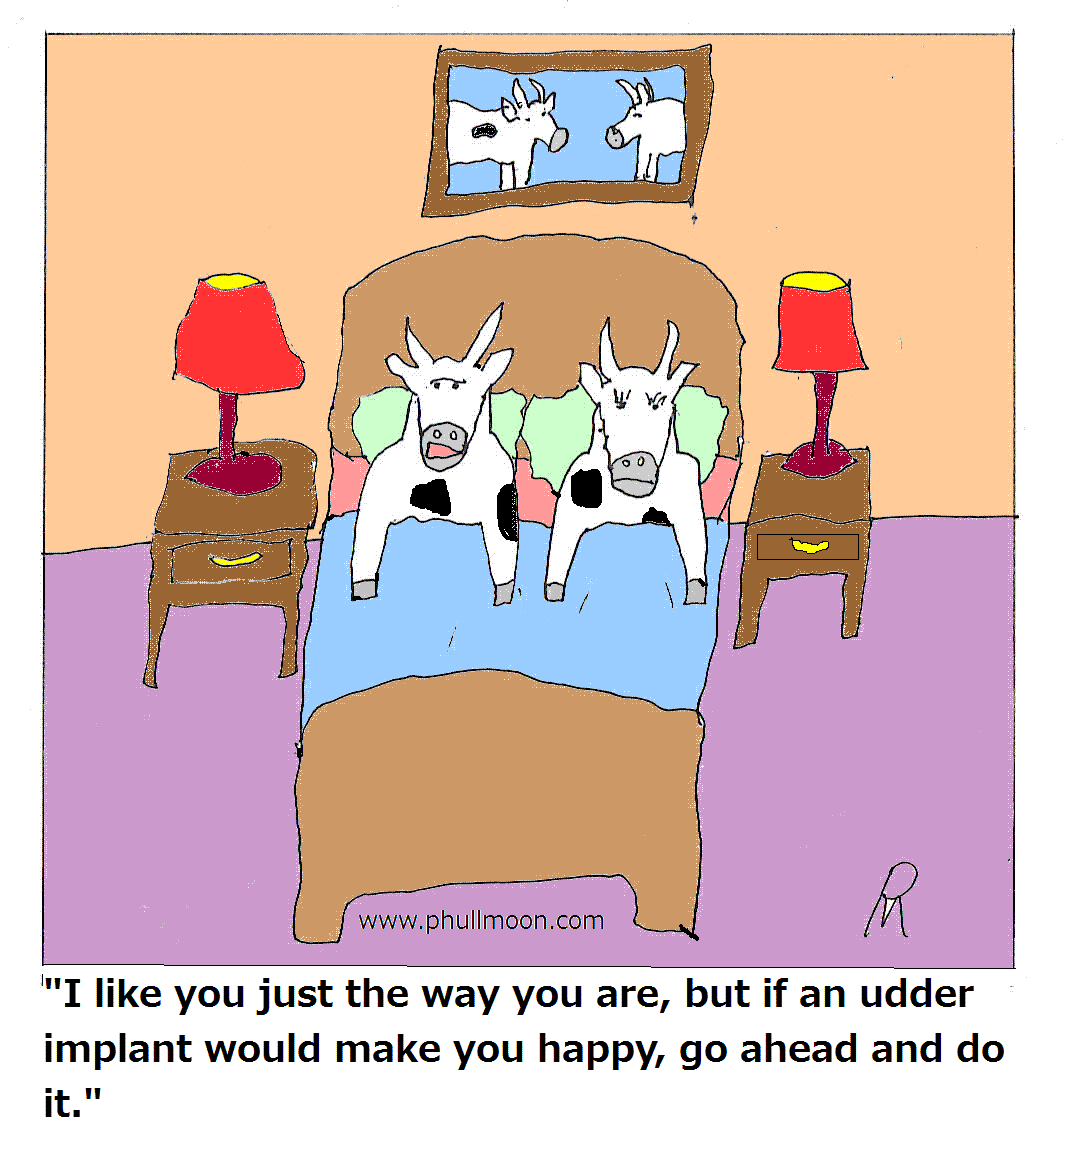 www.phullmoon.com
"I like you just the way you are, but if an udder
implant would make you happy, go ahead and do
it."